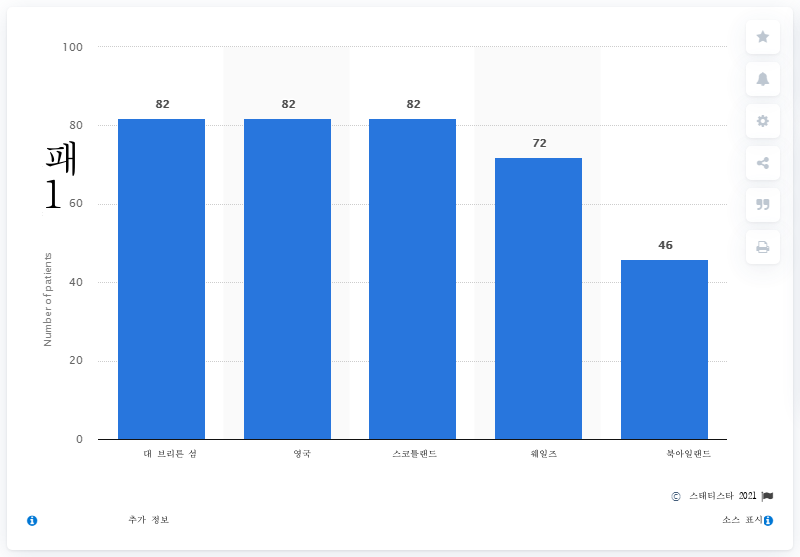 100
80
60
40
20
0
패
1
Number of patients
82
82
82
72
46
대 브리튼 섬
영국
스코틀랜드
웨일즈
북아일랜드
© 스태티스타 2021
추가 정보
소스 표시